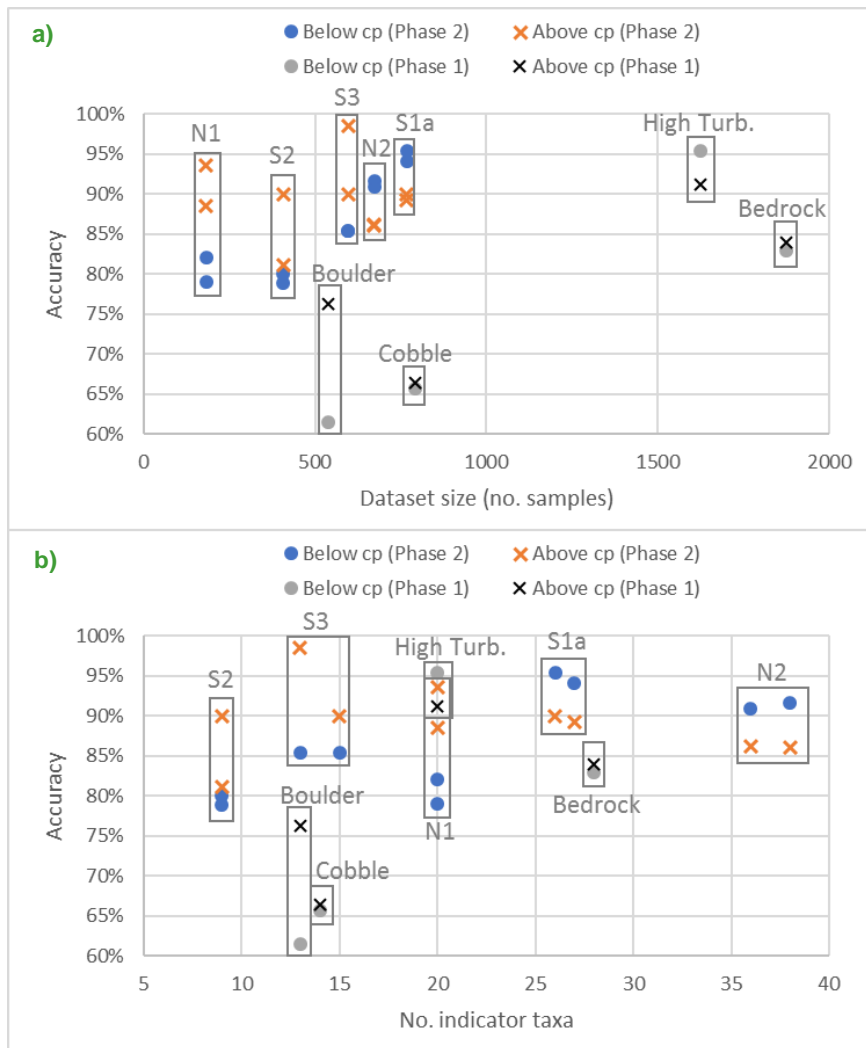 a)
Below cp (Phase 2)
Above cp (Phase 2)
Below cp (Phase 1)
Above cp (Phase 1)
100%
95%
90%
85%
80%
75%
70%
65%
60%
Accuracy
N1
S2
S3
N2
S1a
High Turb.
Bedrock
Boulder
Cobble
0
500
1000
1500
2000
Dataset size (no. samples)
b)
Below cp (Phase 2)
Above cp (Phase 2)
Below cp (Phase 1)
Above cp (Phase 1)
100%
95%
90%
85%
80%
75%
70%
65%
60%
Accuracy
S2
S3
High Turb.
S1a
N2
Boulder
Cobble
N1
Bedrock
5
10
15
20
25
30
35
40
No. indicator taxa